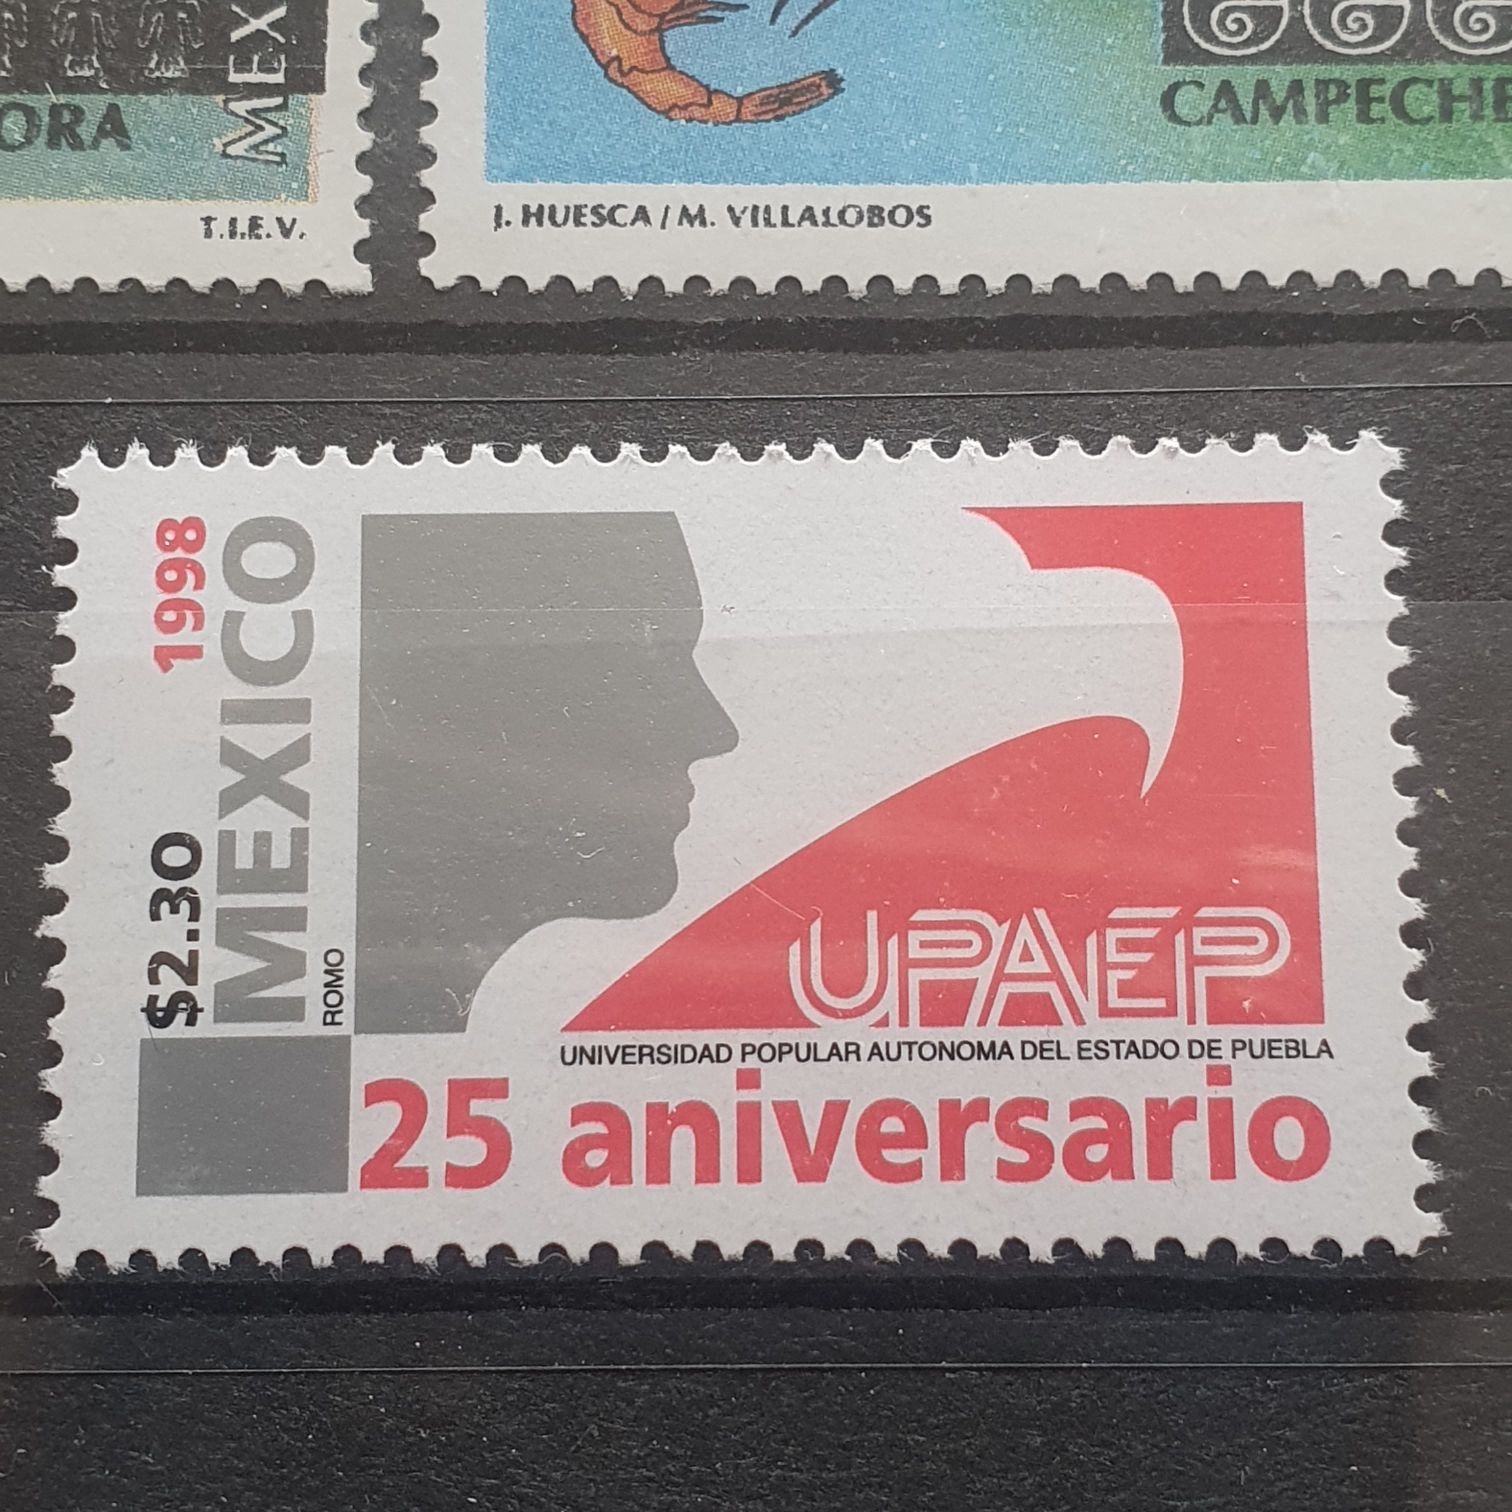 MEX
T.I.E.V.
CAMPECHE
J. HUESCA / M. VILLALOBOS
1998
MEXICO
$2.30
ROMO
UPAEP
UNIVERSIDAD POPULAR AUTONOMA DEL ESTADO DE PUEBLA
25 aniversario